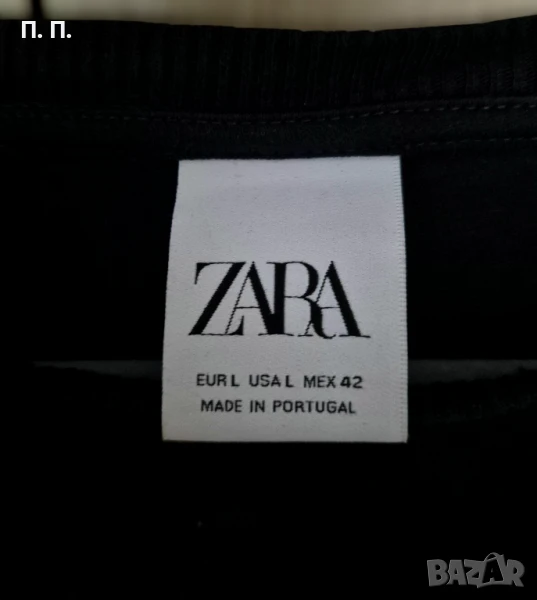 П. П.
ZARA
EUR L USA L MEX 42
MADE IN PORTUGAL
BAZAR